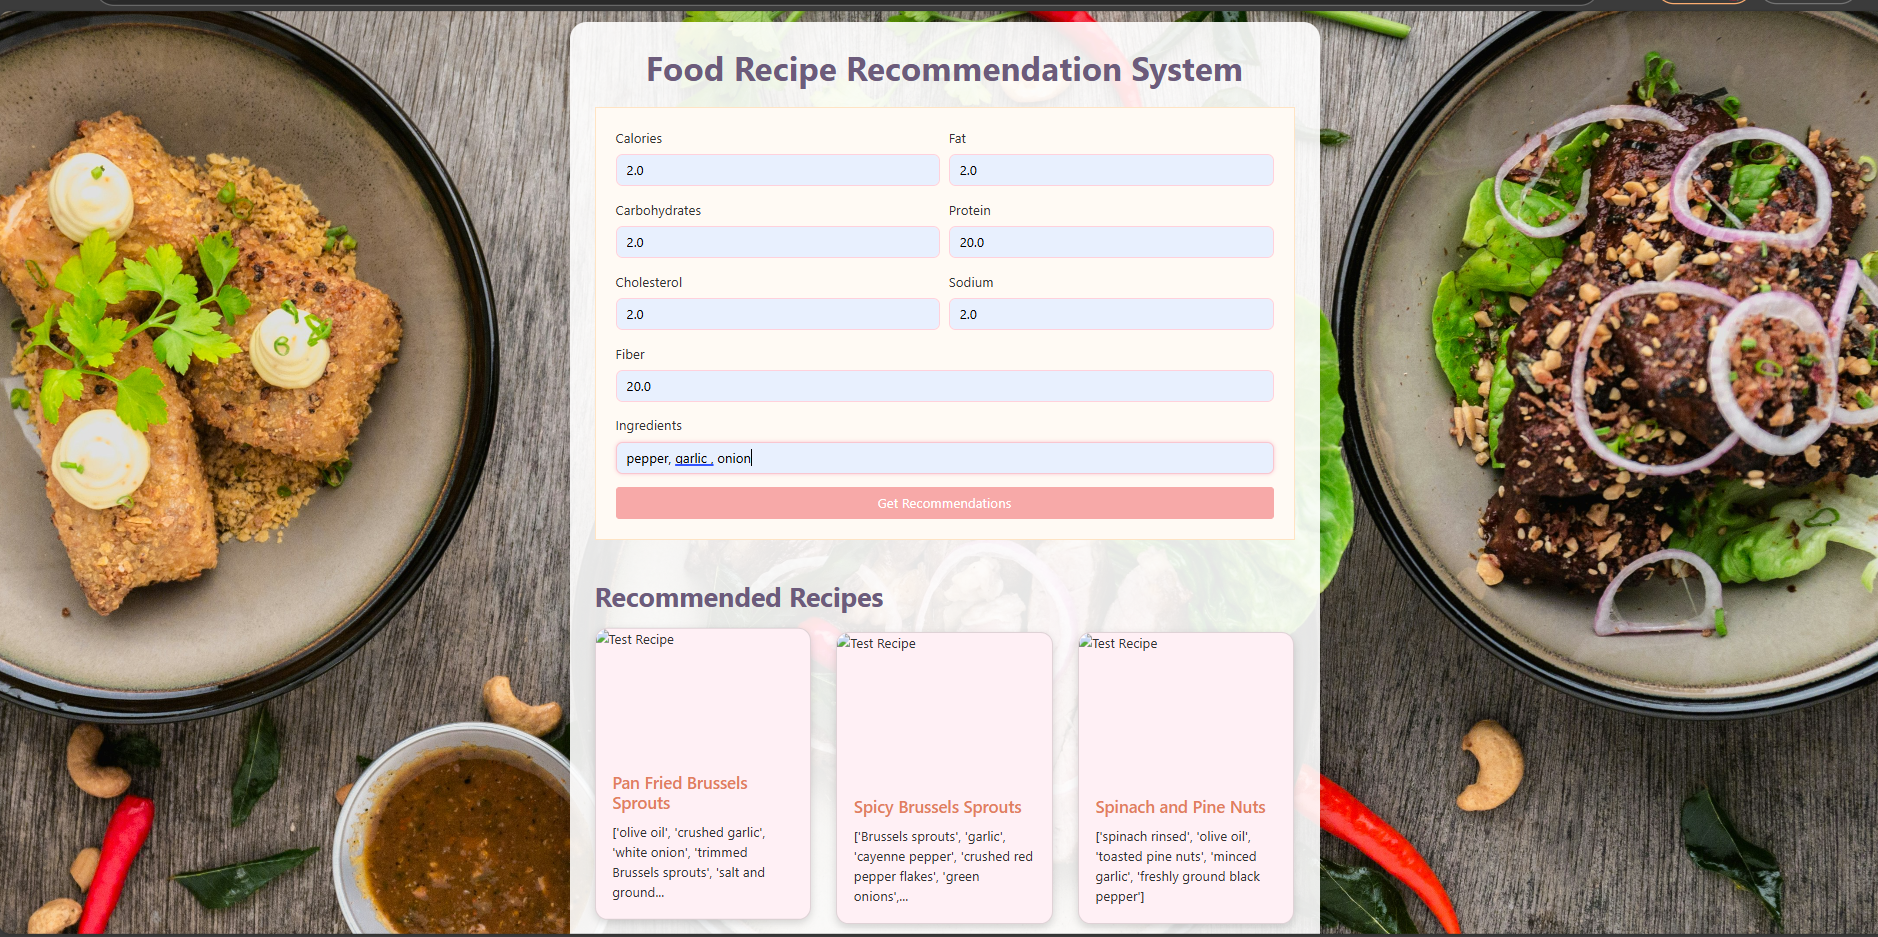 Food Recipe Recommendation System
Calories
Fat
2.0
2.0
Carbohydrates
Protein
2.0
20.0
Cholesterol
Sodium
2.0
2.0
Fiber
20.0
Ingredients
pepper, garlic , onion
Get Recommendations
Recommended Recipes
Test Recipe
Pan Fried Brussels
Sprouts
['olive oil', 'crushed garlic',
'white onion', 'trimmed
Brussels sprouts', 'salt and
ground...
Test Recipe
Spicy Brussels Sprouts
['Brussels sprouts', 'garlic',
'cayenne pepper', 'crushed red
pepper flakes', 'green
onions',...
Test Recipe
Spinach and Pine Nuts
['spinach rinsed', 'olive oil',
'toasted pine nuts', 'minced
garlic', 'freshly ground black
pepper']